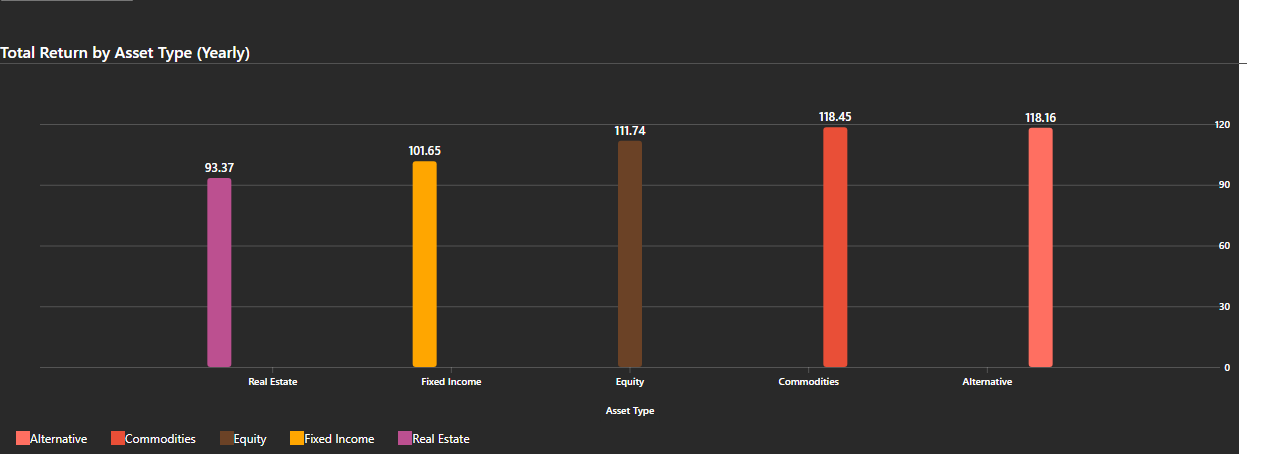 Total Return by Asset Type (Yearly)
118.45
118.16
111.74
101.65
93.37
120
90
60
30
0
Real Estate Fixed Income Equity Commodities Alternative
Asset Type
Alternative Commodities Equity Fixed Income Real Estate